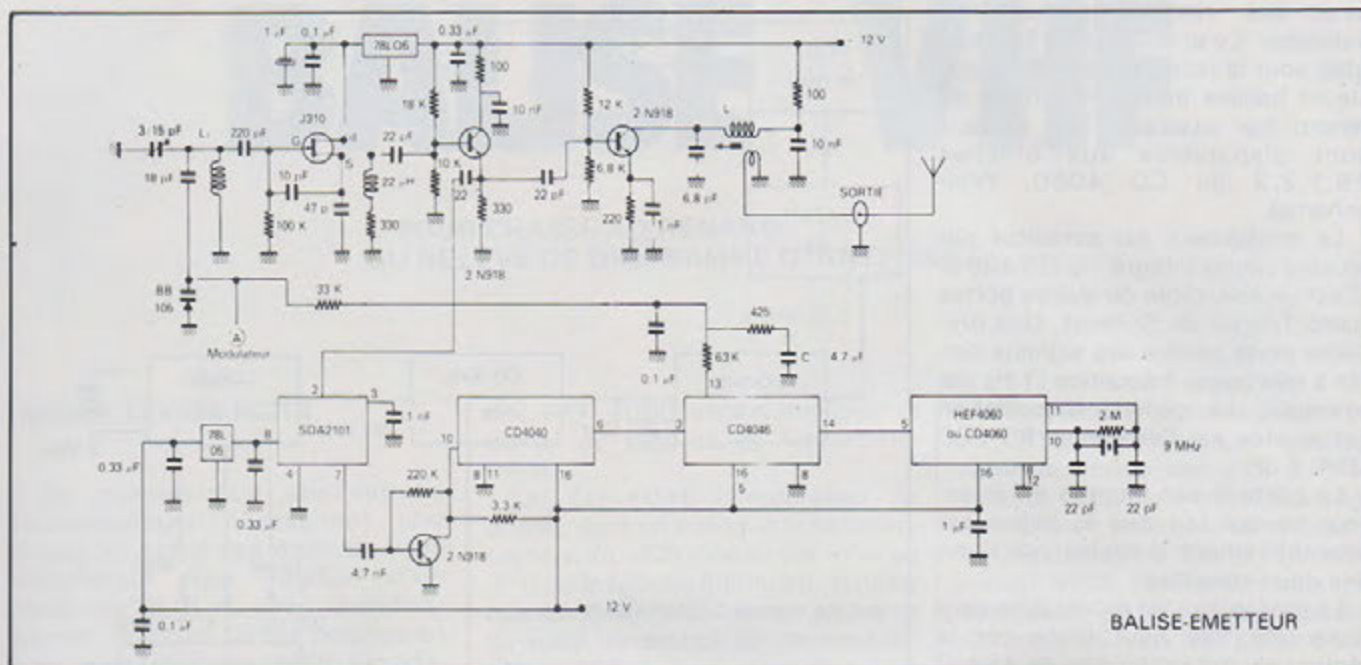 1 µF
0.1 µF
78LO6
0.33 µF
12 V
100
18 K
10 nF
12 K
2 N918
L
100
3/15 pF
L₁
220 pF
J310
G
d
S
22 pF
10 nF
18 pF
10 pF
47 p
22 µH
10 K
22
22 pF
6.8 K
6,8 pF
SORTIE
100 K
330
330
220
1 nF
2 N918
BB
105
A
Modulateur
33 K
0.1 µF
63 K
425
C
4.7 µF
13
2
3
SDA2101
1 nF
CD4040
10
6
3
CD4046
14
5
HEF4060
ou CD4060
10
2 M
9 MHz
78L
05
8
4
7
220 K
8
11
16
16
5
8
8
12
22 pF
22 pF
0.33 µF
0.33 µF
3.3 K
4.7 nF
2 N918
1 µF
0.1 µF
12 V
BALISE-EMETTEUR